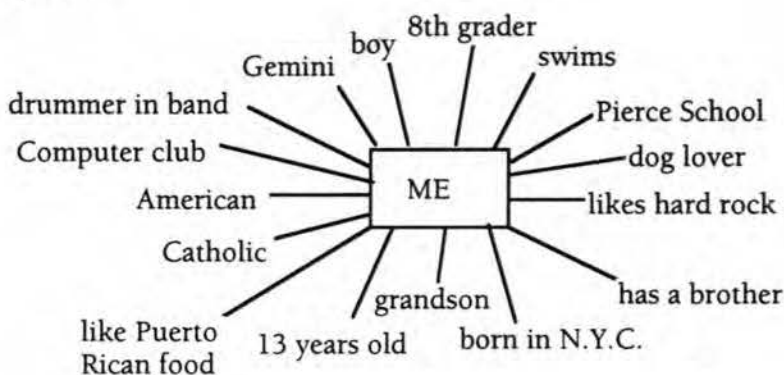 8th grader
boy
swims
Gemini
drummer in band
Pierce School
Computer club
dog lover
ME
American
likes hard rock
Catholic
has a brother
grandson
like Puerto
Rican food
13 years old
born in N.Y.C.